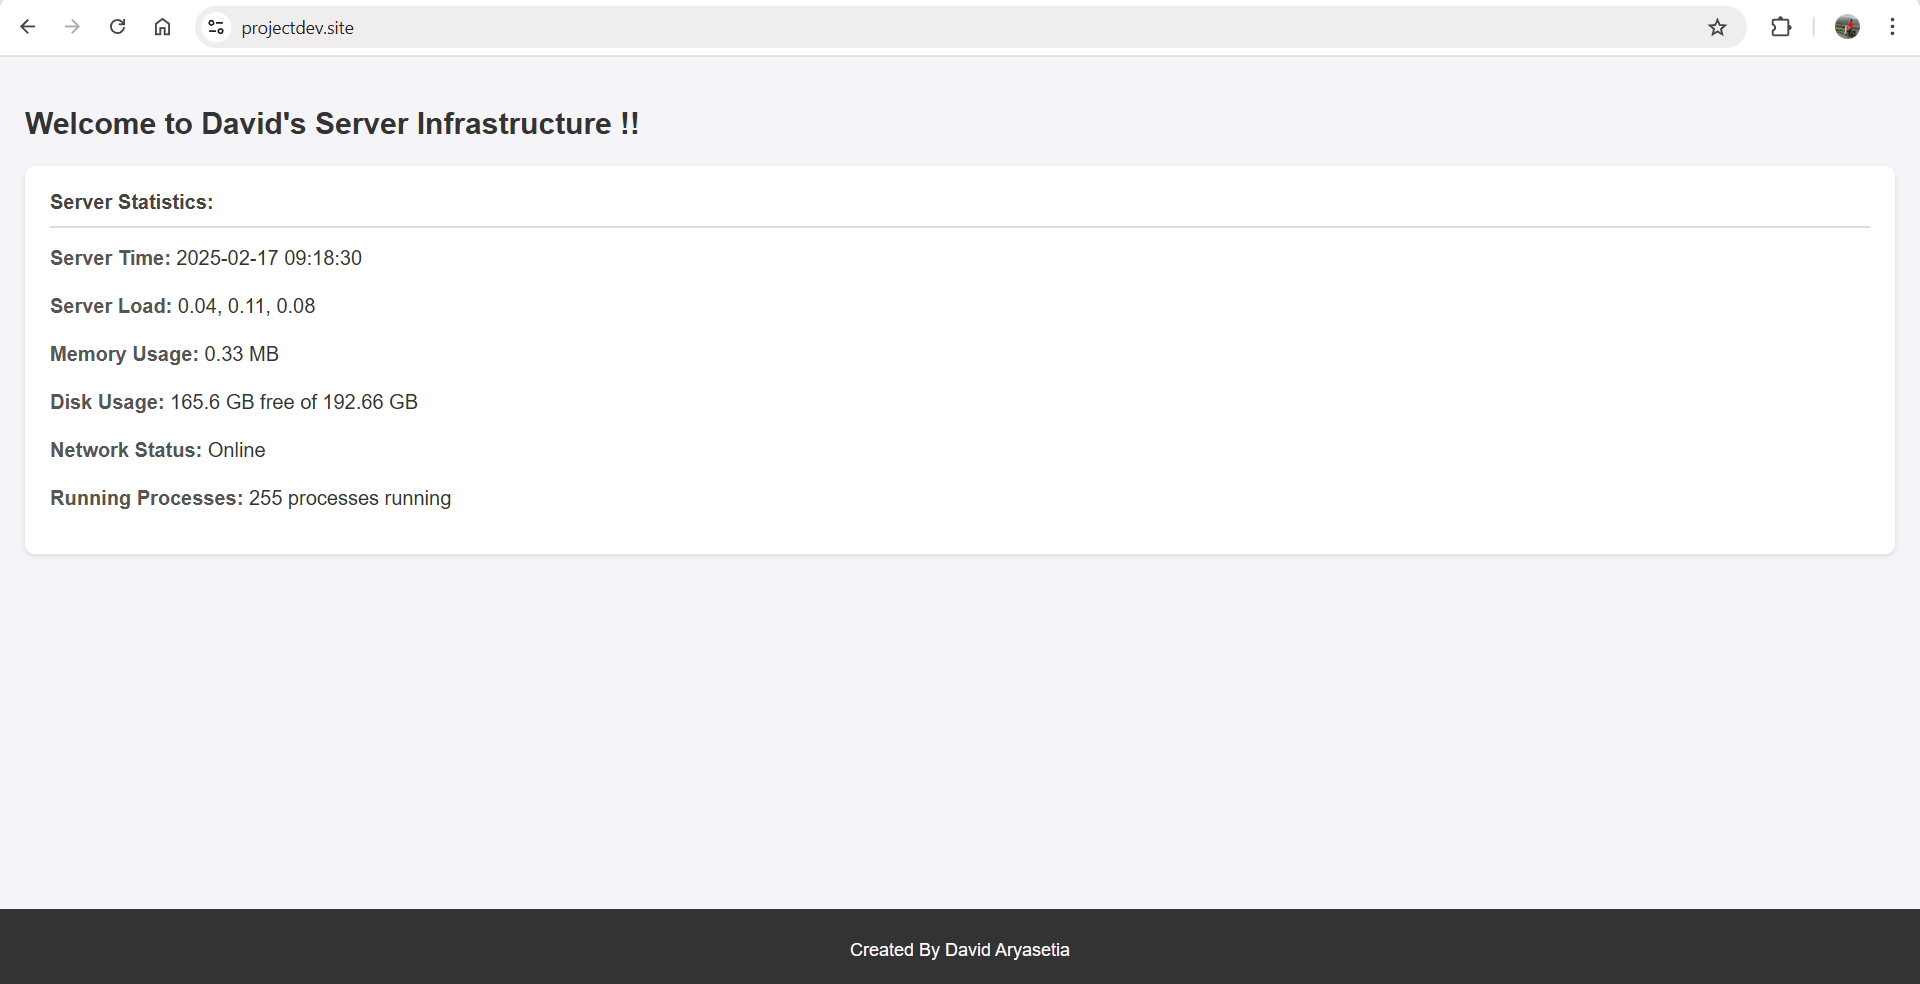 projectdev.site
Welcome to David's Server Infrastructure !!
Server Statistics:
Server Time: 2025-02-17 09:18:30
Server Load: 0.04, 0.11, 0.08
Memory Usage: 0.33 MB
Disk Usage: 165.6 GB free of 192.66 GB
Network Status: Online
Running Processes: 255 processes running
Created By David Aryasetia